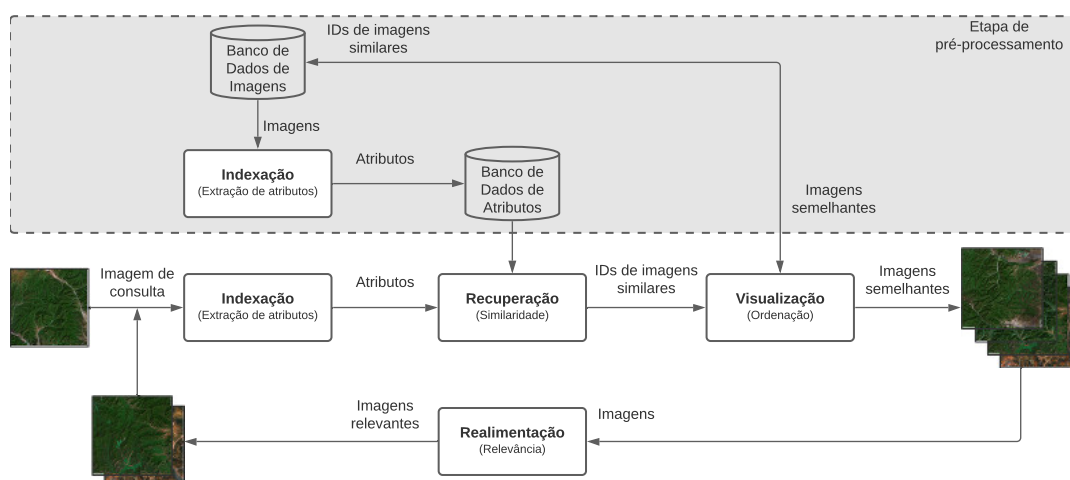 Etapa de
pré-processamento
IDs de imagens
similares
Banco de
Dados de
Imagens
Imagens
Indexação
(Extração de atributos)
Atributos
Banco de
Dados de
Atributos
Imagens
semelhantes
Imagem de
consulta
Indexação
(Extração de atributos)
Atributos
Recuperação
(Similaridade)
IDs de imagens
similares
Visualização
(Ordenação)
Imagens
semelhantes
Imagens
relevantes
Realimentação
(Relevância)
Imagens